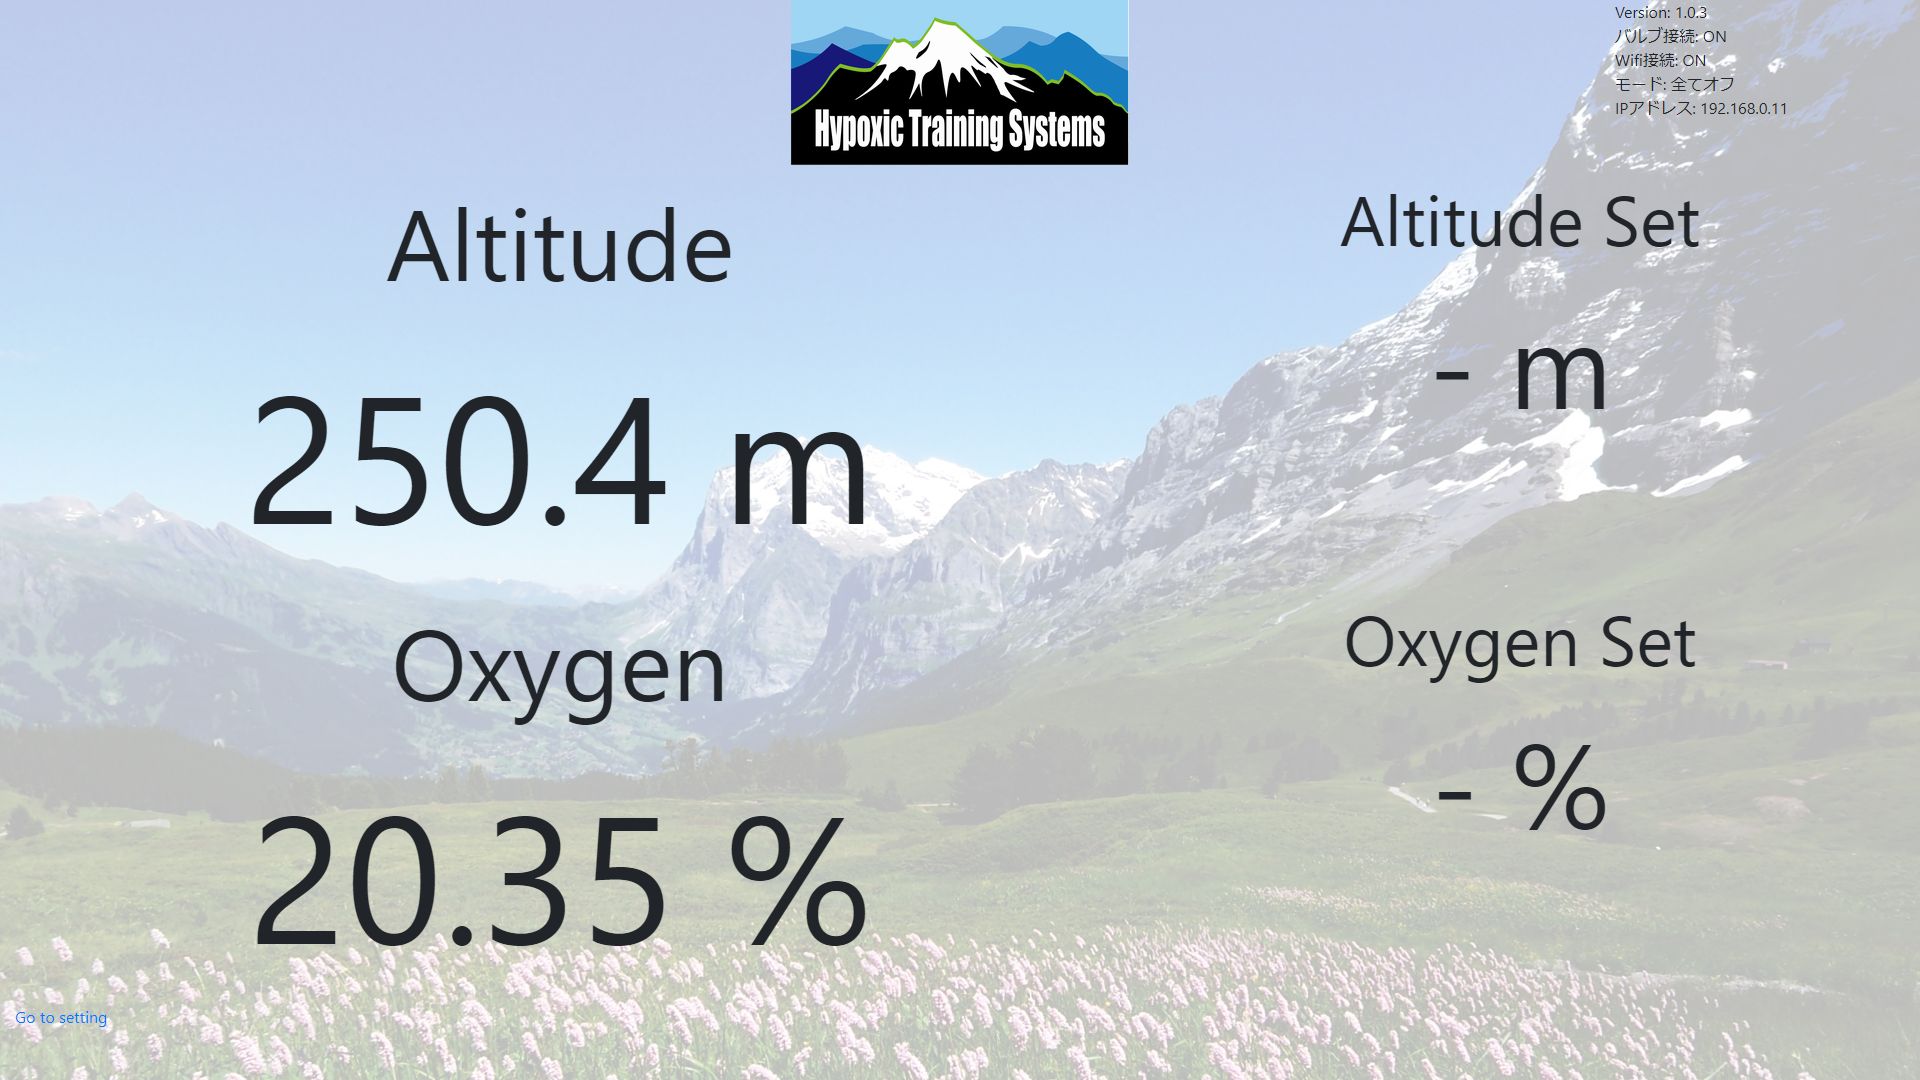 Hypoxic Training Systems
Version: 1.0.3
バルブ接続: ON
Wifi接続: ON
モード: 全てオフ
IPアドレス: 192.168.0.11
Altitude
250.4 m
Altitude Set
- m
Oxygen
20.35 %
Oxygen Set
- %
Go to setting